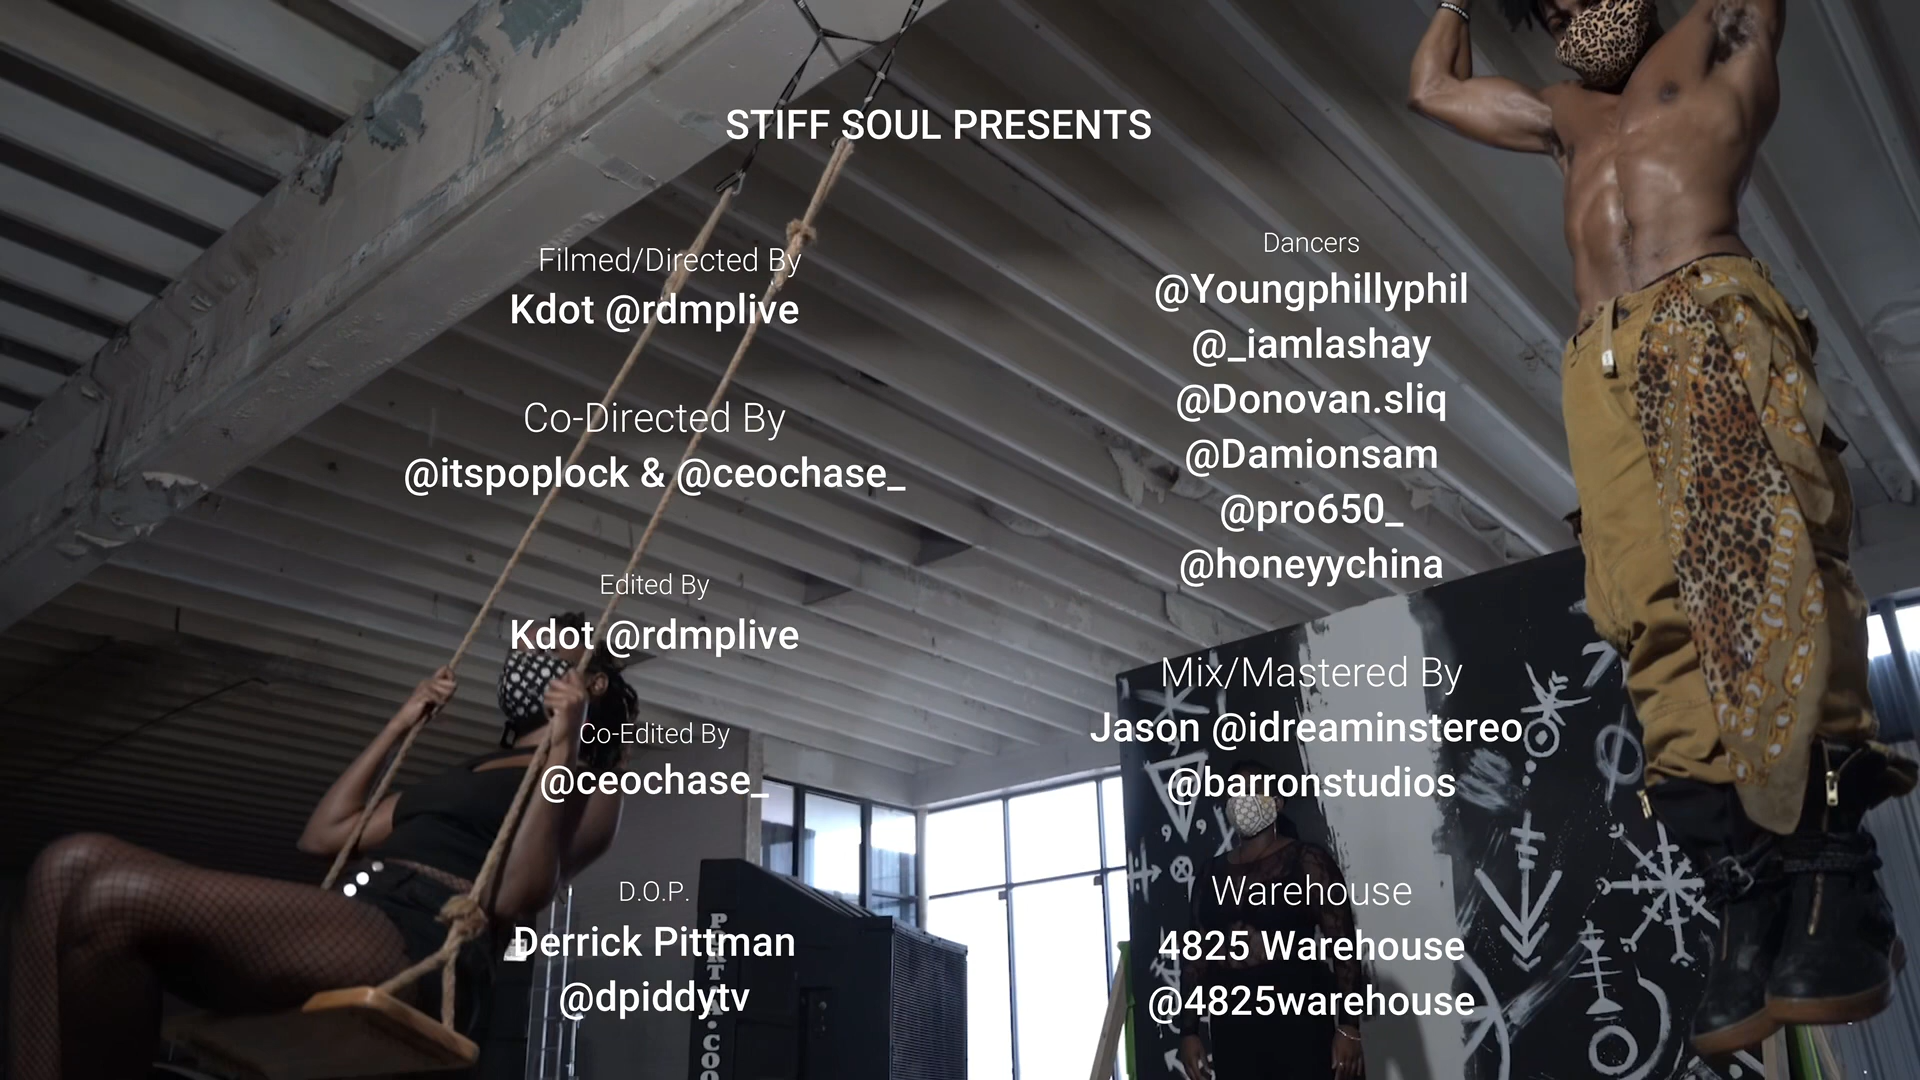 STIFF SOUL PRESENTS
Filmed/Directed By
Kdot @rdmplive
Co-Directed By
@itspoplock & @ceochase_
Edited By
Kdot @rdmplive
Co-Edited By
@ceochase_
D.O.P.
Derrick Pittman
@dpiddytv
Dancers
@Youngphillyphil
@_iamlashay
@Donovan.sliq
@Damionsam
@pro650_
@honeyychina
Mix/Mastered By
Jason @idreaminstereo
@barronstudios
Warehouse
4825 Warehouse
@4825warehouse